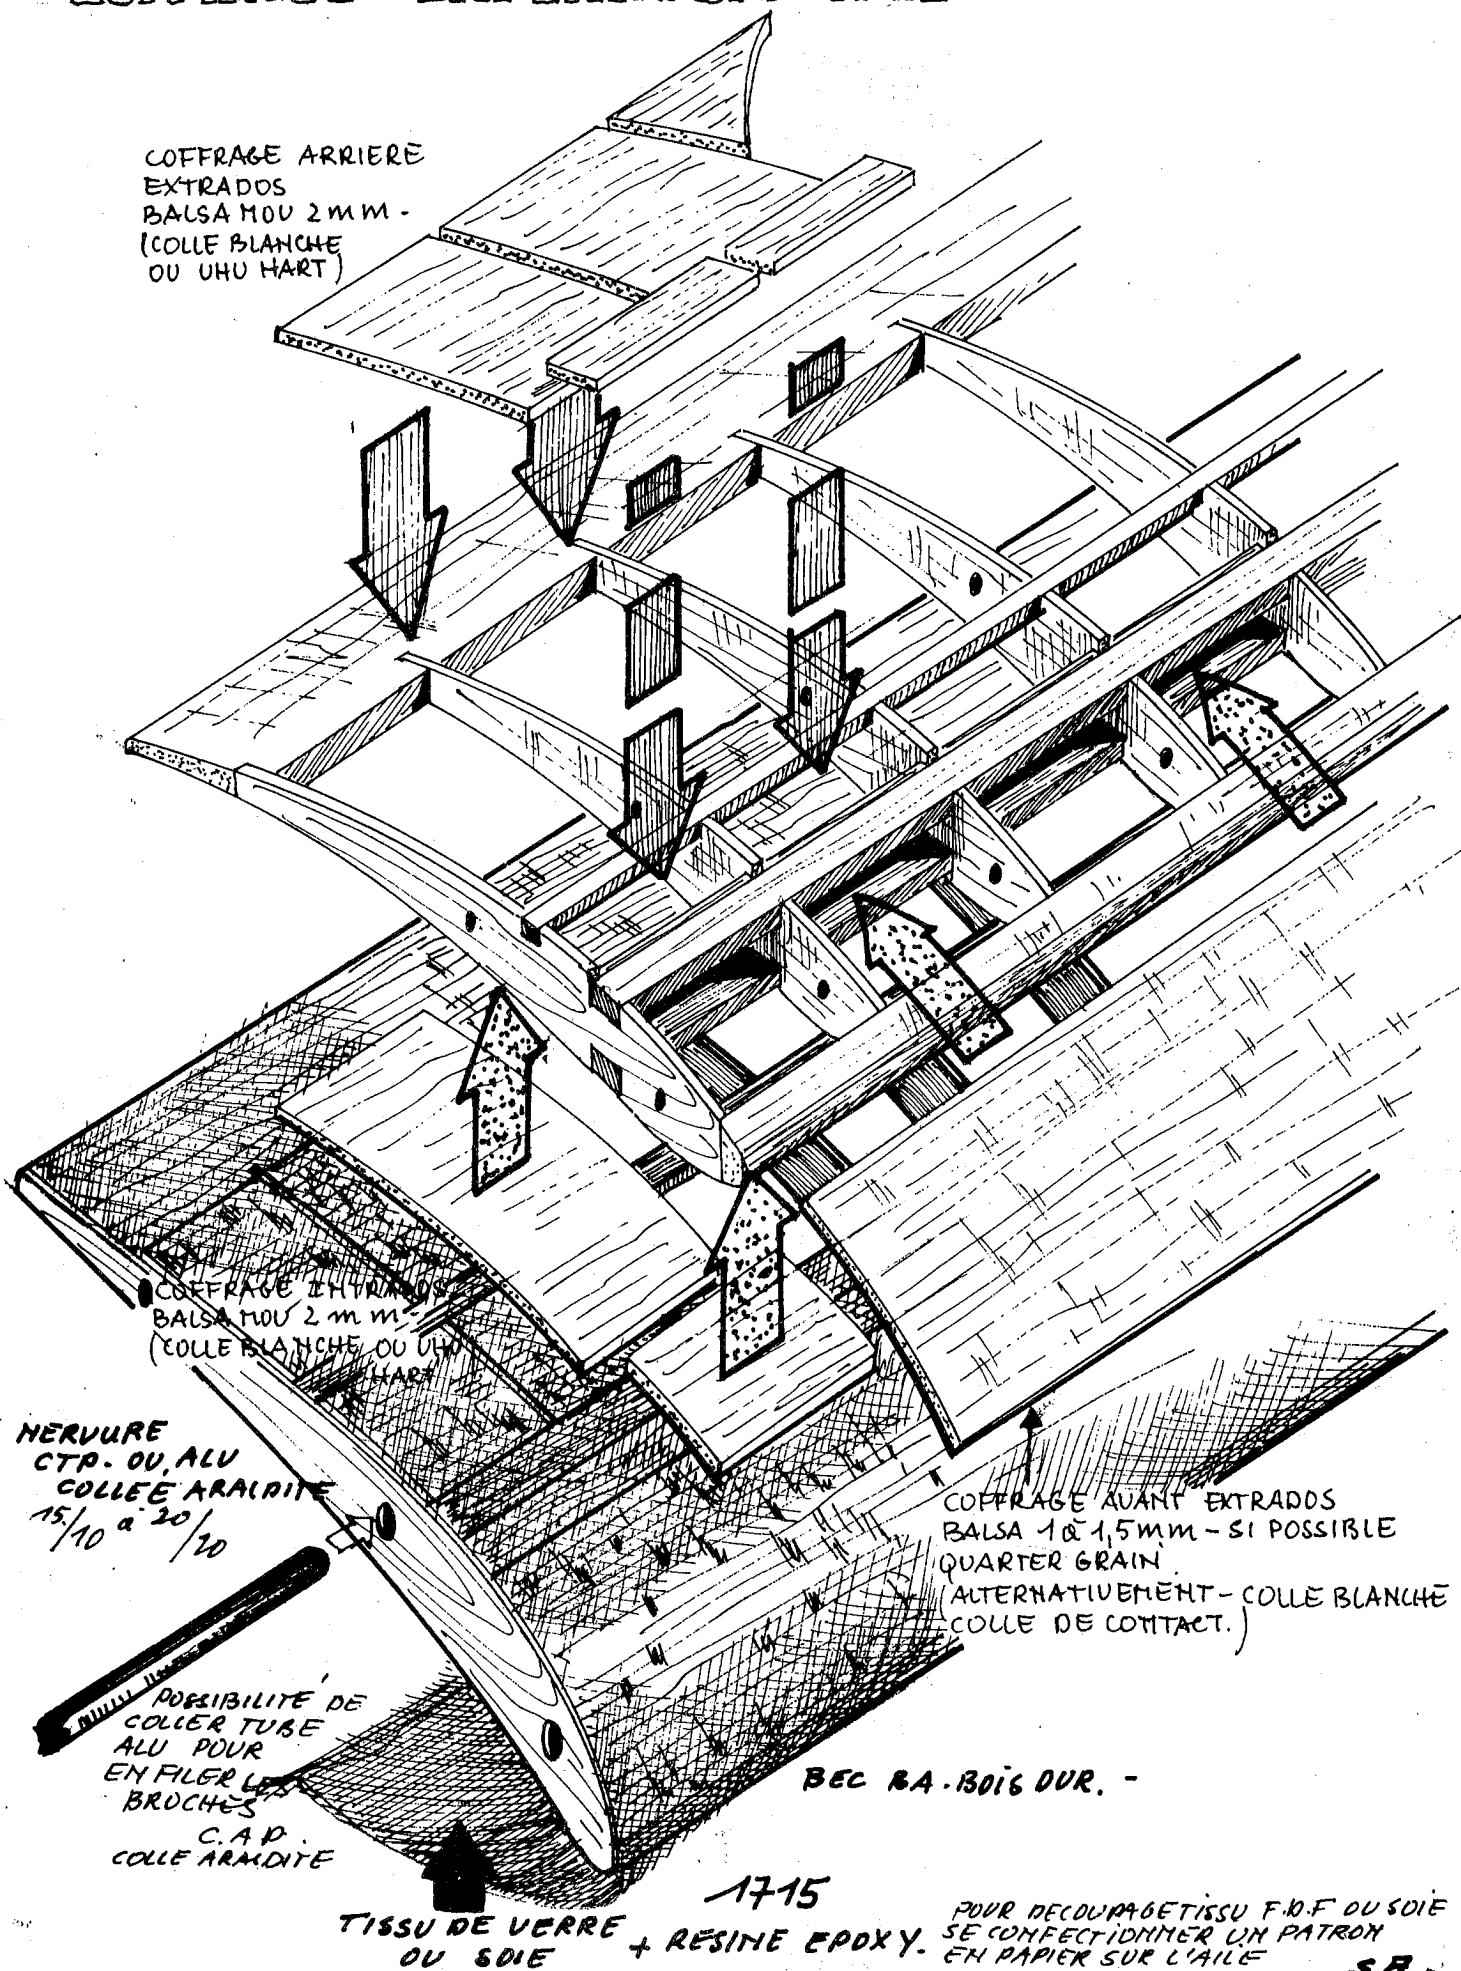 COFFRAGE ARRIERE
EXTRADOS
BALSA MOU 2 mm -
(COLLE BLANCHE
OU UHU HART)
COFFRAGE INTRADOS
BALSA MOU 2 mm -
(COLLE BLANCHE OU UHU
HART
NERVURE
CTP. OU ALU
COLLEE ARALDITE
15/10 à 20/20
COFFRAGE AVANT EXTRADOS
BALSA 1 à 1,5 mm - SI POSSIBLE
QUARTER GRAIN.
(ALTERNATIVEMENT - COLLE BLANCHE
COLLE DE CONTACT.)
POSSIBILITÉ DE
COLLER TUBE
ALU POUR
ENFILER LES
BROCHES
C.A.P.
COLLE ARALDITE
BEC BA. BOIS DUR. -
1715
TISSU DE VERRE
OU SOIE
+ RESINE EPOXY.
POUR DECOUPAGE TISSU F.D.F OU SOIE
SE CONFECTIONNER UN PATRON
EN PAPIER SUR L'AILE